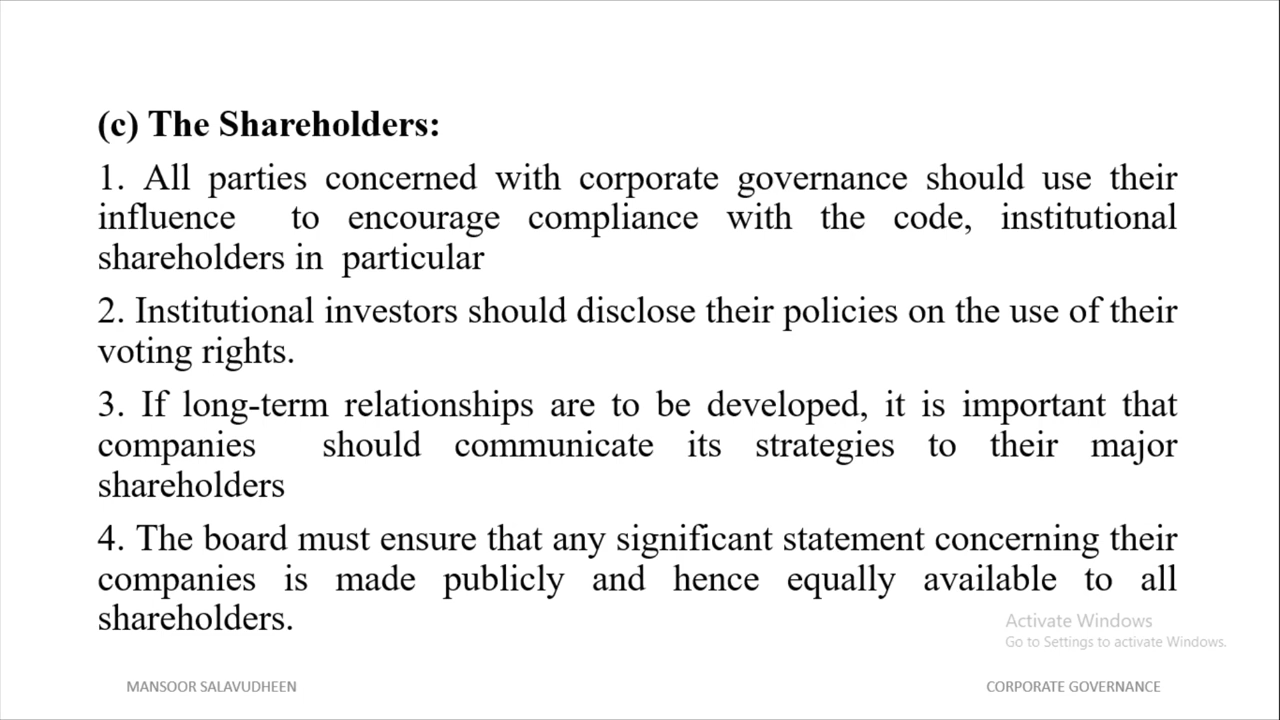 (c) The Shareholders:
1. All parties concerned with corporate governance should use their
influence to encourage compliance with the code, institutional
shareholders in particular
2. Institutional investors should disclose their policies on the use of their
voting rights.
3. If long-term relationships are to be developed, it is important that
companies should communicate its strategies to their major
shareholders
4. The board must ensure that any significant statement concerning their
companies is made publicly and hence equally available to all
shareholders.
Activate Windows
Go to Settings to activate Windows.
MANSOOR SALAVUDHEEN
CORPORATE GOVERNANCE